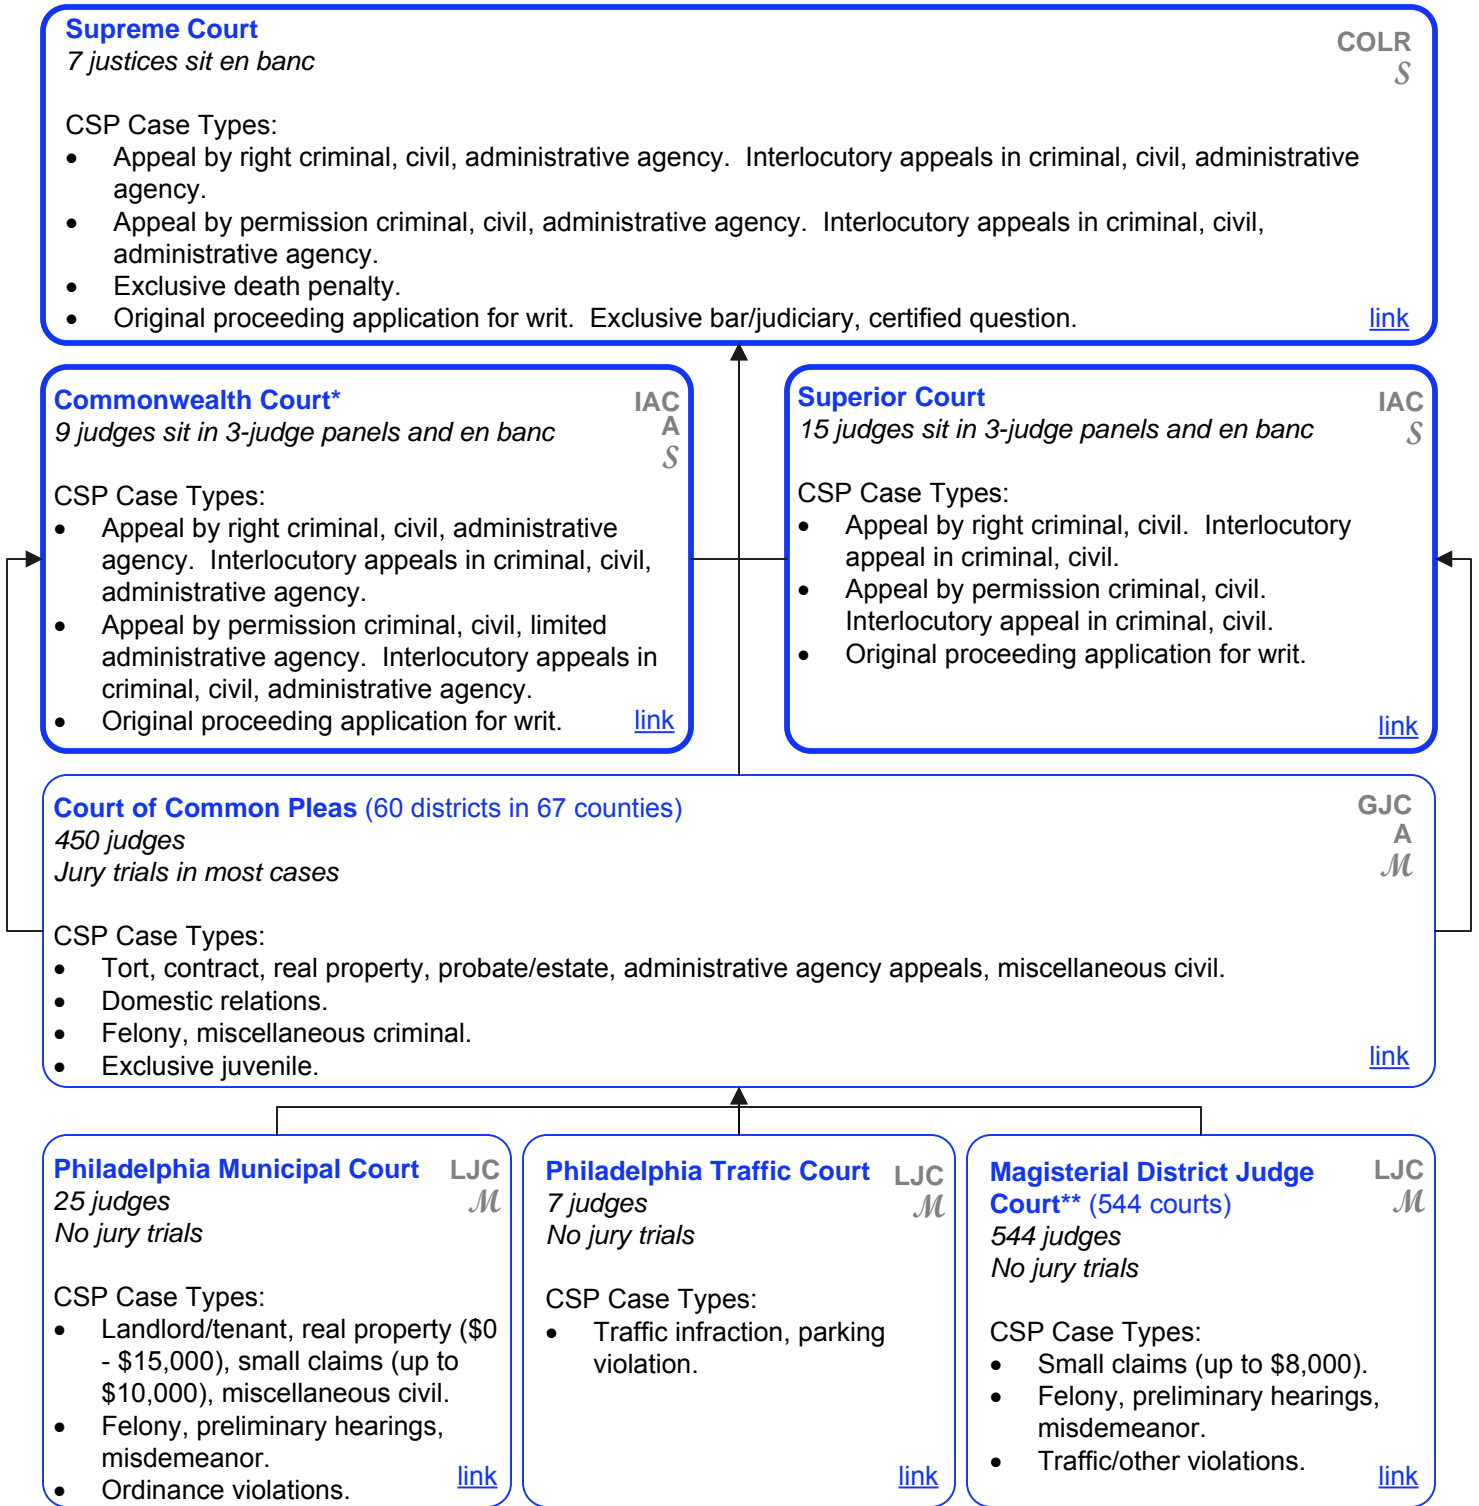 Supreme Court
COLR
7 justices sit en banc
S
CSP Case Types:
• Appeal by right criminal, civil, administrative agency.  Interlocutory appeals in criminal, civil, administrative
agency.
• Appeal by permission criminal, civil, administrative agency.  Interlocutory appeals in criminal, civil,
administrative agency.
• Exclusive death penalty.
• Original proceeding application for writ.  Exclusive bar/judiciary, certified question.
link
Commonwealth Court*
IAC
9 judges sit in 3-judge panels and en banc
A
S
CSP Case Types:
• Appeal by right criminal, civil, administrative
agency.  Interlocutory appeals in criminal, civil,
administrative agency.
• Appeal by permission criminal, civil, limited
administrative agency.  Interlocutory appeals in
criminal, civil, administrative agency.
• Original proceeding application for writ.
link
Superior Court
IAC
15 judges sit in 3-judge panels and en banc
S
CSP Case Types:
• Appeal by right criminal, civil.  Interlocutory
appeal in criminal, civil.
• Appeal by permission criminal, civil.
Interlocutory appeal in criminal, civil.
• Original proceeding application for writ.
link
Court of Common Pleas (60 districts in 67 counties)
GJC
450 judges
A
Jury trials in most cases
M
CSP Case Types:
• Tort, contract, real property, probate/estate, administrative agency appeals, miscellaneous civil.
• Domestic relations.
• Felony, miscellaneous criminal.
• Exclusive juvenile.
link
Philadelphia Municipal Court
LJC
25 judges
M
No jury trials
CSP Case Types:
• Landlord/tenant, real property ($0
- $15,000), small claims (up to
$10,000), miscellaneous civil.
• Felony, preliminary hearings,
misdemeanor.
• Ordinance violations.
link
Philadelphia Traffic Court
LJC
7 judges
M
No jury trials
CSP Case Types:
• Traffic infraction, parking
violation.
link
Magisterial District Judge
LJC
Court** (544 courts)
M
544 judges
No jury trials
CSP Case Types:
• Small claims (up to $8,000).
• Felony, preliminary hearings,
misdemeanor.
• Traffic/other violations.
link